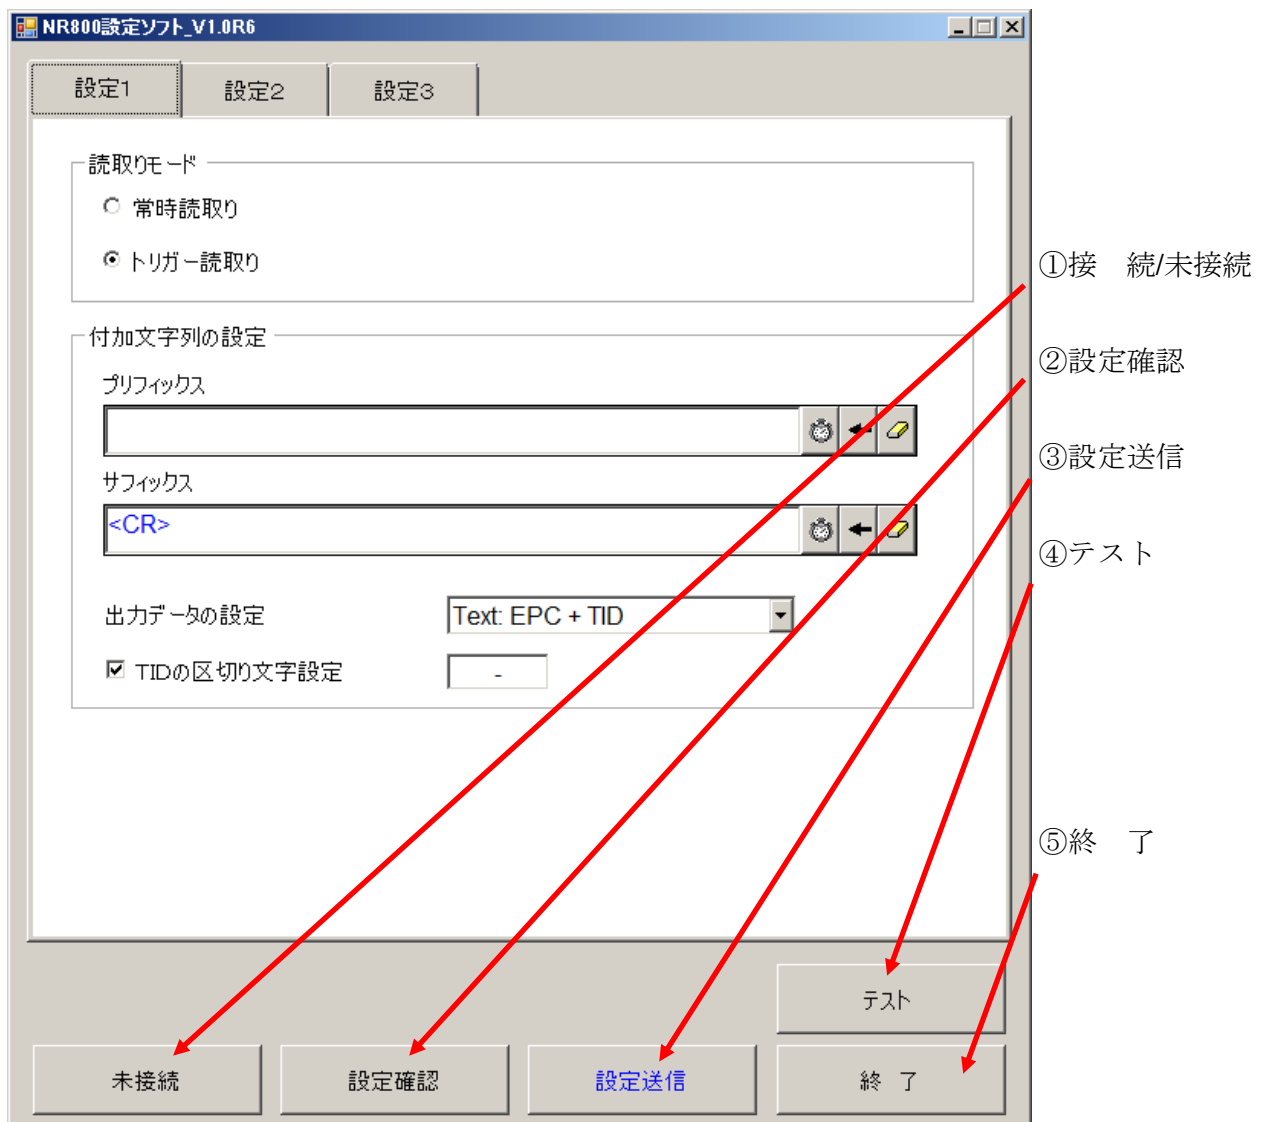 NR800設定ソフト_V1.0R6
設定1 設定2 設定3
読取りモード
常時読取り
トリガー読取り
①接　続/未接続
付加文字列の設定
②設定確認
プリフィックス
③設定送信
サフィックス
<CR>
④テスト
出力データの設定 Text: EPC + TID
TIDの区切り文字設定 -
⑤終　了
テスト
未接続 設定確認 設定送信 終　了